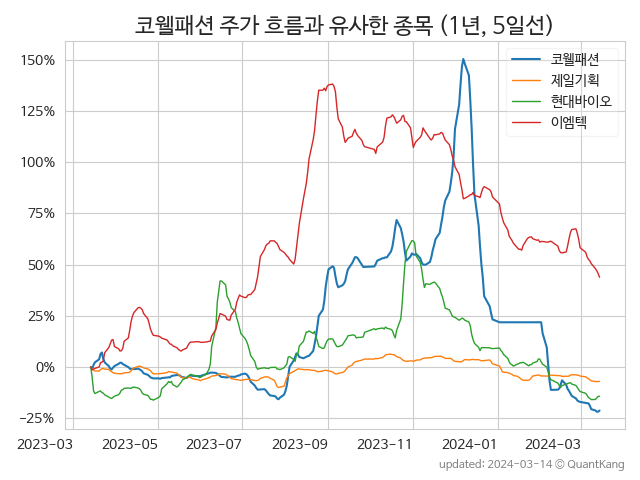 코웰패션 주가 흐름과 유사한 종목 (1년, 5일선)
코웰패션
제일기획
현대바이오
이엠텍
150%
125%
100%
75%
50%
25%
0%
−25%
2023-03 2023-05 2023-07 2023-09 2023-11 2024-01 2024-03
updated: 2024-03-14 © QuantKang